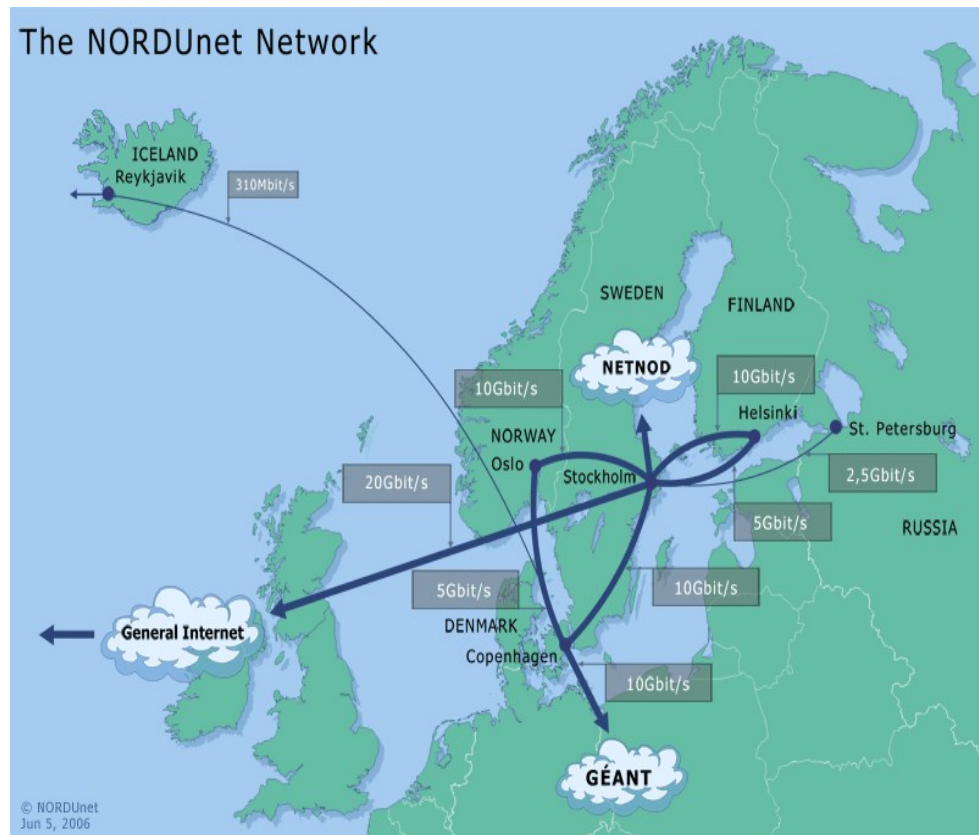 The NORDUnet Network
ICELAND
Reykjavik
310Mbit/s
SWEDEN
FINLAND
NETNOD
10Gbit/s
10Gbit/s
Helsinki
St. Petersburg
NORWAY
Oslo
Stockholm
20Gbit/s
2,5Gbit/s
5Gbit/s
RUSSIA
5Gbit/s
10Gbit/s
DENMARK
General Internet
Copenhagen
10Gbit/s
GÉANT
© NORDUnet
Jun 5, 2006